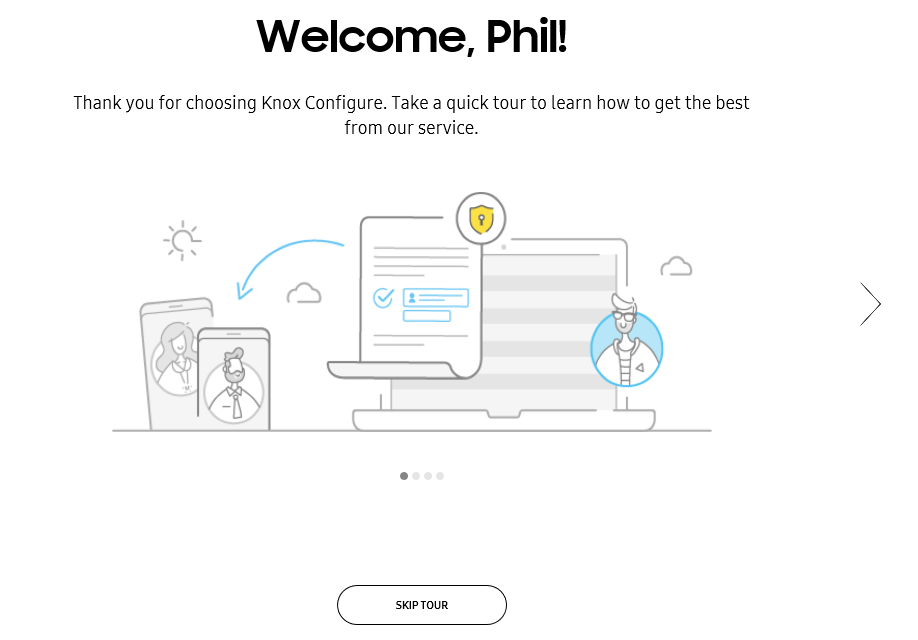 Welcome, Phil!
Thank you for choosing Knox Configure. Take a quick tour to learn how to get the best
from our service.
SKIP TOUR